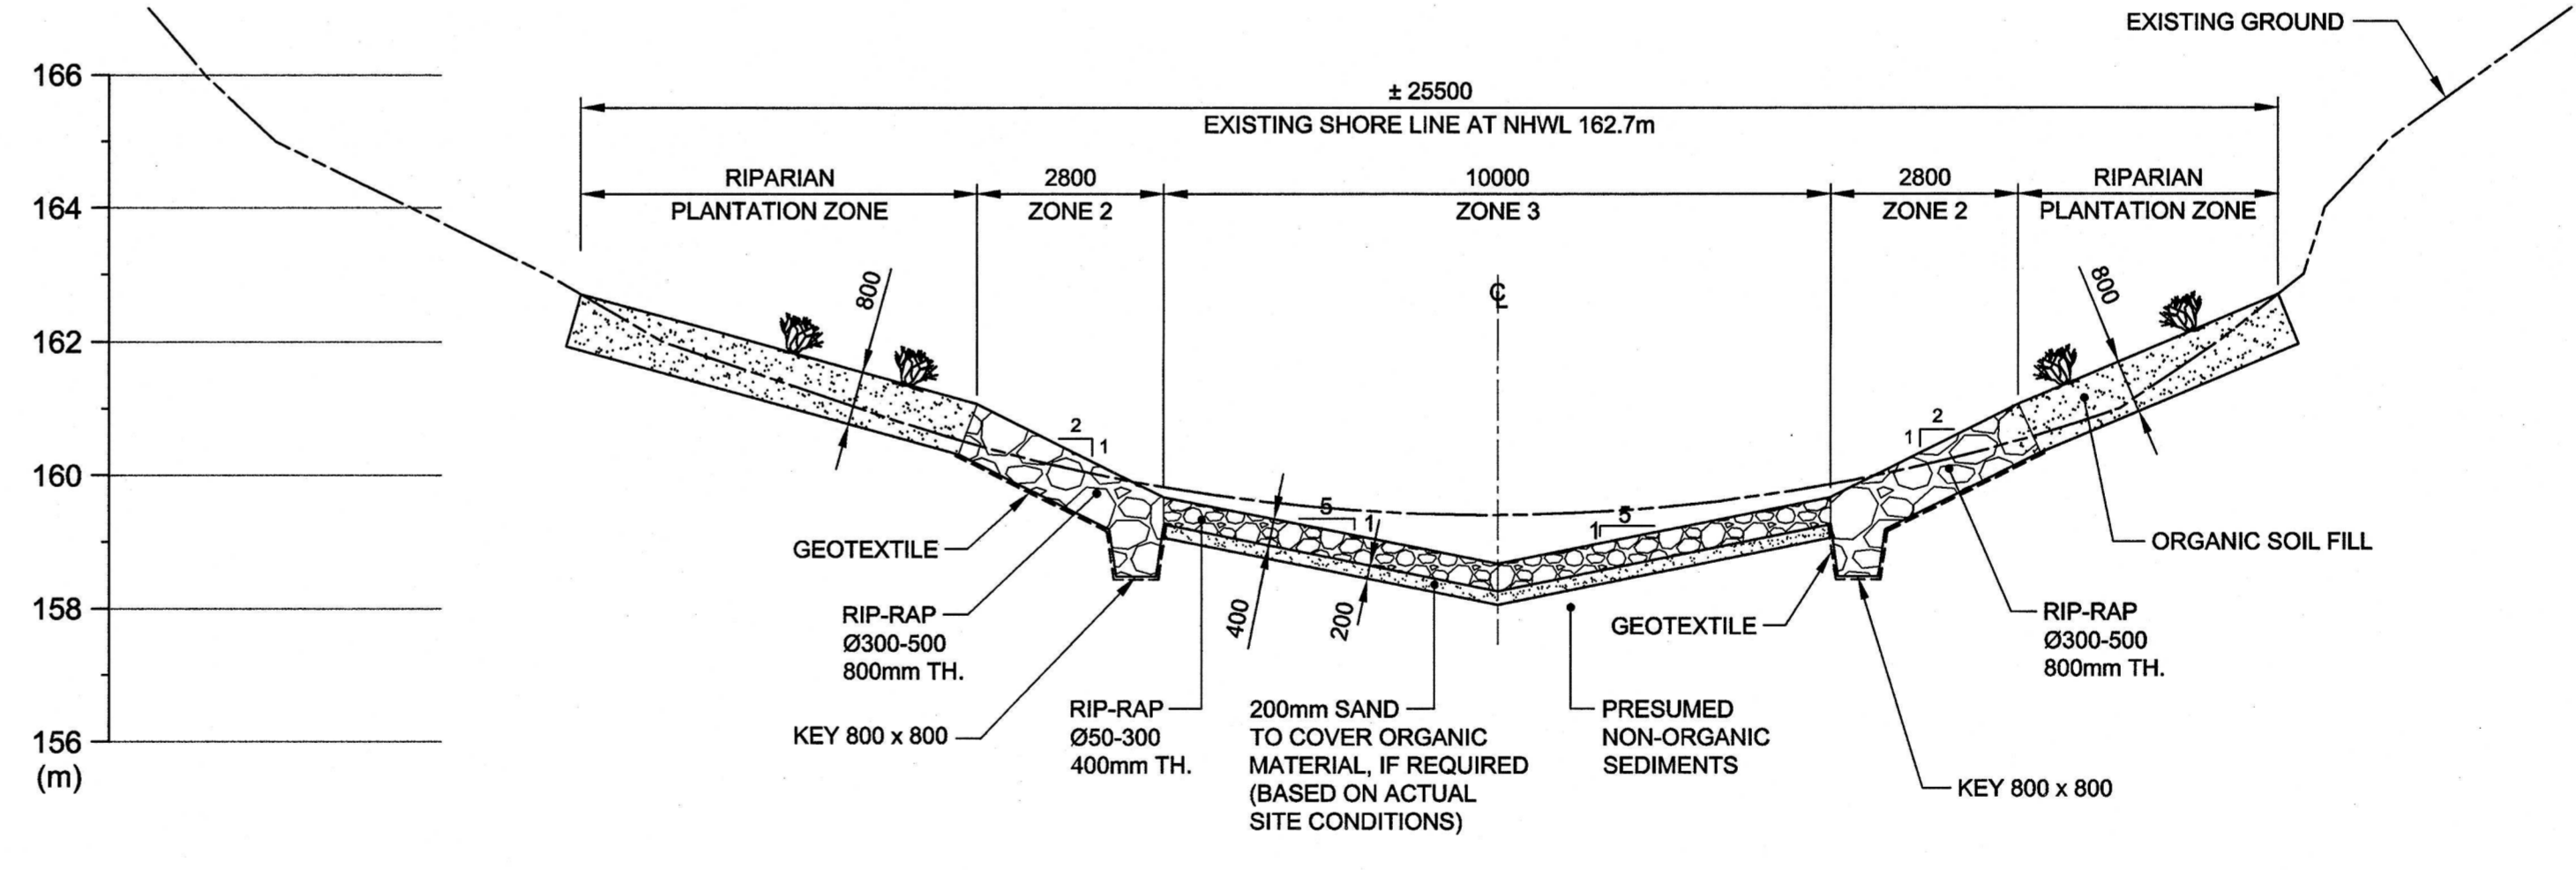 EXISTING GROUND
166
± 25500
EXISTING SHORE LINE AT NHWL 162.7m
RIPARIAN
PLANTATION ZONE
2800
ZONE 2
10000
ZONE 3
2800
ZONE 2
RIPARIAN
PLANTATION ZONE
164
800
800
℄
162
2
1
2
1
160
5
1
5
1
GEOTEXTILE
ORGANIC SOIL FILL
158
400
200
RIP-RAP
Ø300-500
800mm TH.
GEOTEXTILE
RIP-RAP
Ø300-500
800mm TH.
KEY 800 x 800
RIP-RAP
Ø50-300
400mm TH.
200mm SAND
TO COVER ORGANIC
MATERIAL, IF REQUIRED
(BASED ON ACTUAL
SITE CONDITIONS)
PRESUMED
NON-ORGANIC
SEDIMENTS
KEY 800 x 800
156
(m)